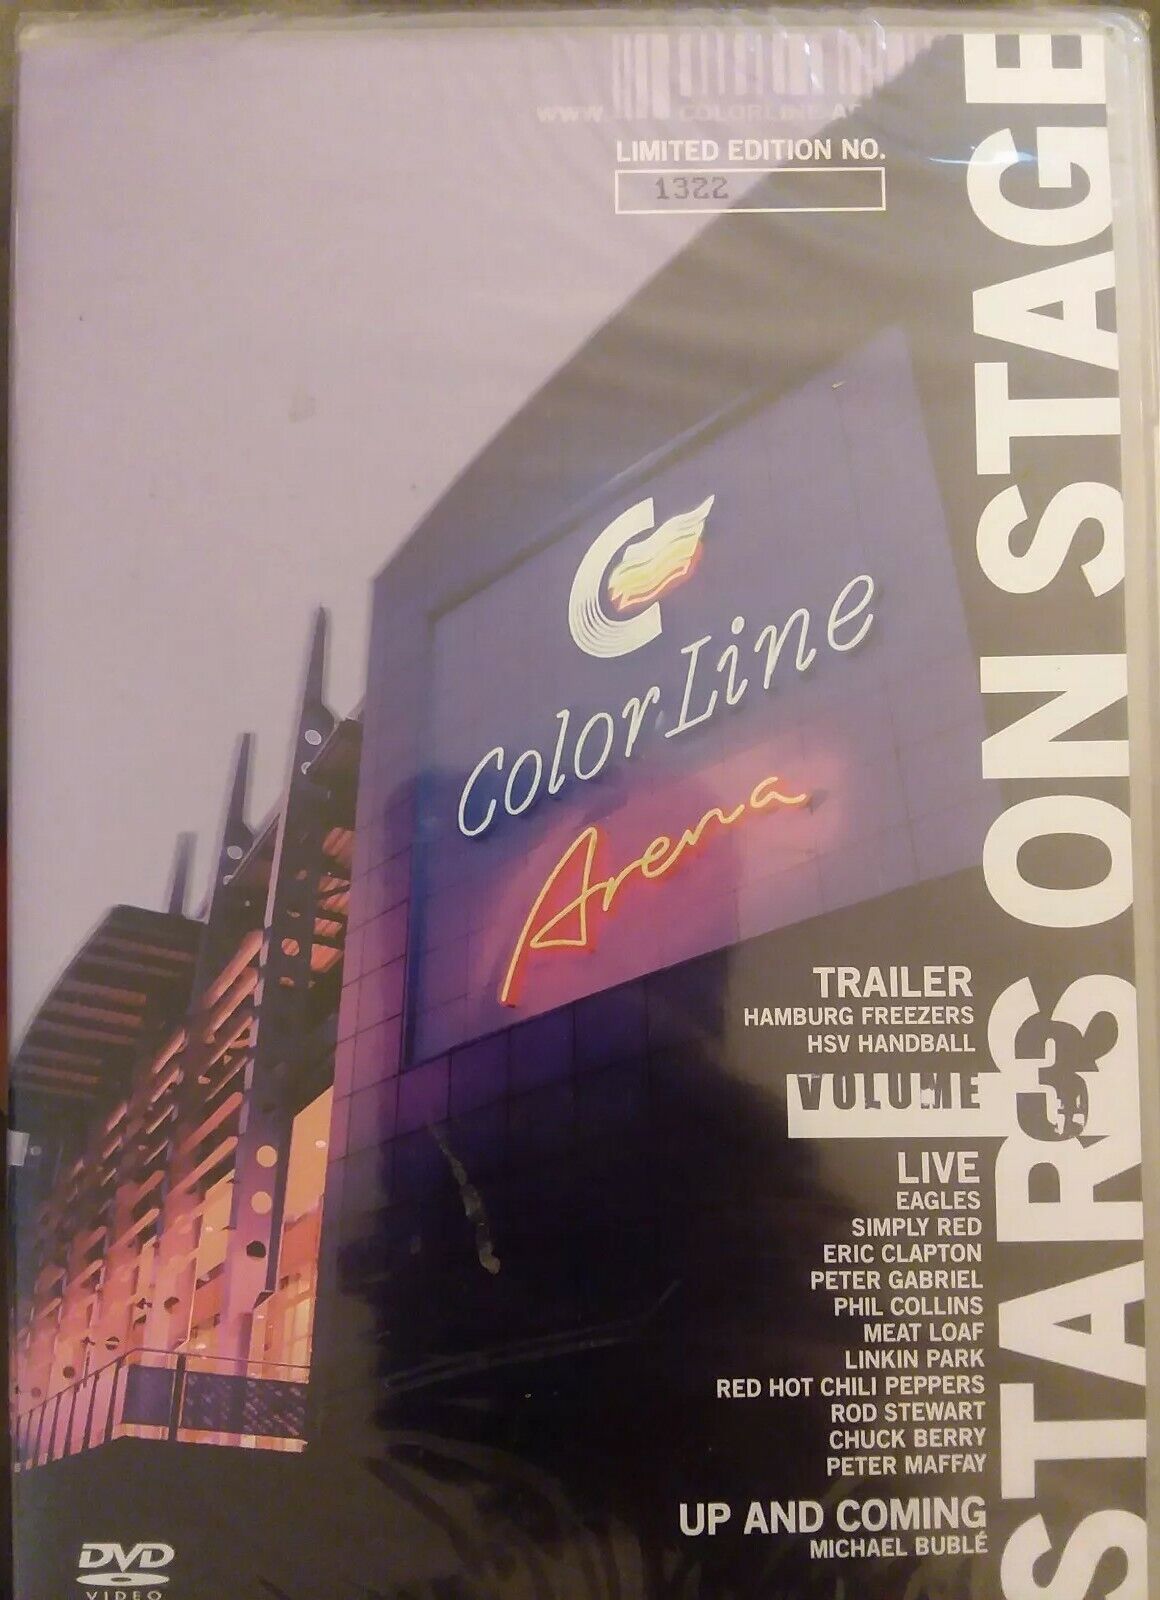 WWW. COLORLINE-A
LIMITED EDITION NO.
1322
STARS ON STAGE
ColorLine
Arena
TRAILER
HAMBURG FREEZERS
HSV HANDBALL
VOLUME 3
LIVE
EAGLES
SIMPLY RED
ERIC CLAPTON
PETER GABRIEL
PHIL COLLINS
MEAT LOAF
LINKIN PARK
RED HOT CHILI PEPPERS
ROD STEWART
CHUCK BERRY
PETER MAFFAY
UP AND COMING
MICHAEL BUBLÉ
DVD
VIDEO